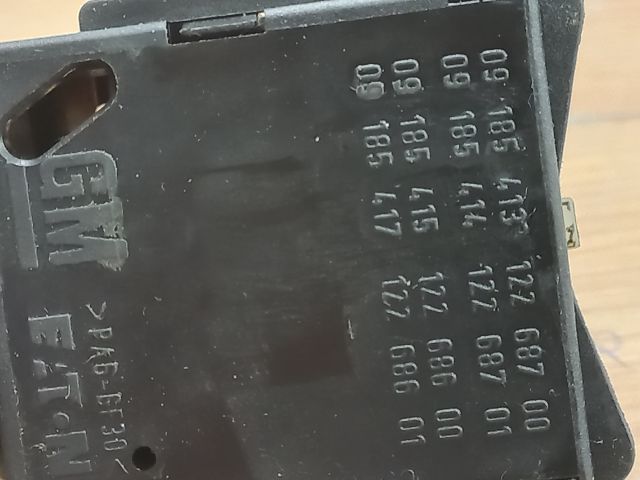 09 185 413 122 687 00
09 185 414 122 687 01
09 185 415 122 686 00
09 185 417 122 686 01
>PA6-GF30<
GM
EATON